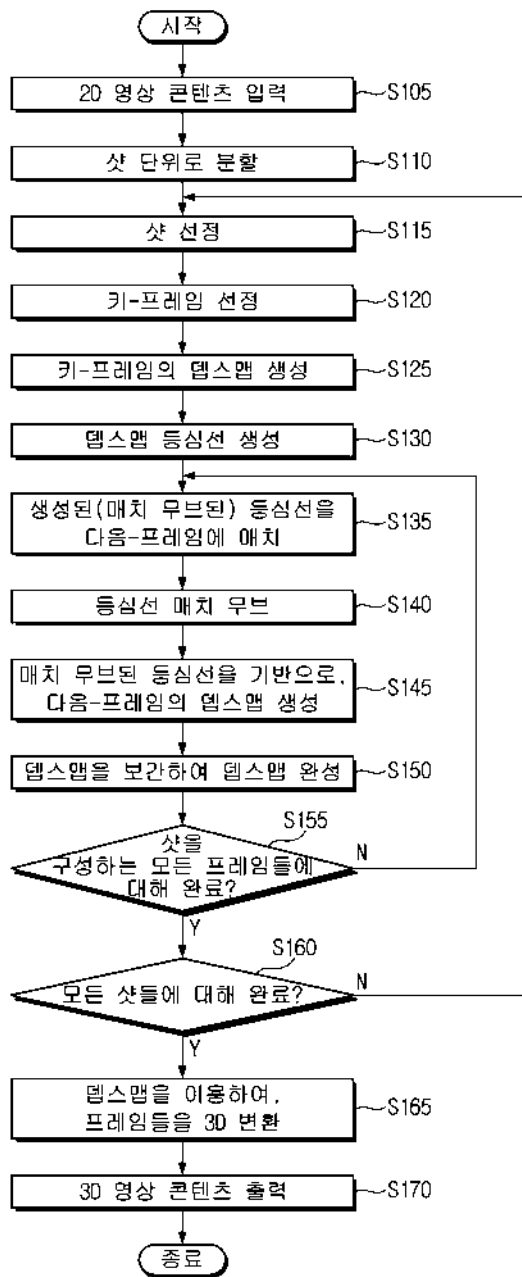 시작
20 영상 콘텐츠 입력
S105
샷 단위로 분할
S110
샷 선정
S115
키-프레임 선정
S120
키-프레임의 뎁스맵 생성
S125
뎁스맵 등심선 생성
S130
생성된(매치 무브된) 등심선을
다음-프레임에 매치
S135
등심선 매치 무브
S140
매치 무브된 등심선을 기반으로,
다음-프레임의 뎁스맵 생성
S145
뎁스맵을 보간하여 뎁스맵 완성
S150
S155
샷을
구성하는 모든 프레임들에
대해 완료?
N
Y
S160
모든 샷들에 대해 완료?
N
Y
뎁스맵을 이용하여,
프레임들을 3D 변환
S165
3D 영상 콘텐츠 출력
S170
종료